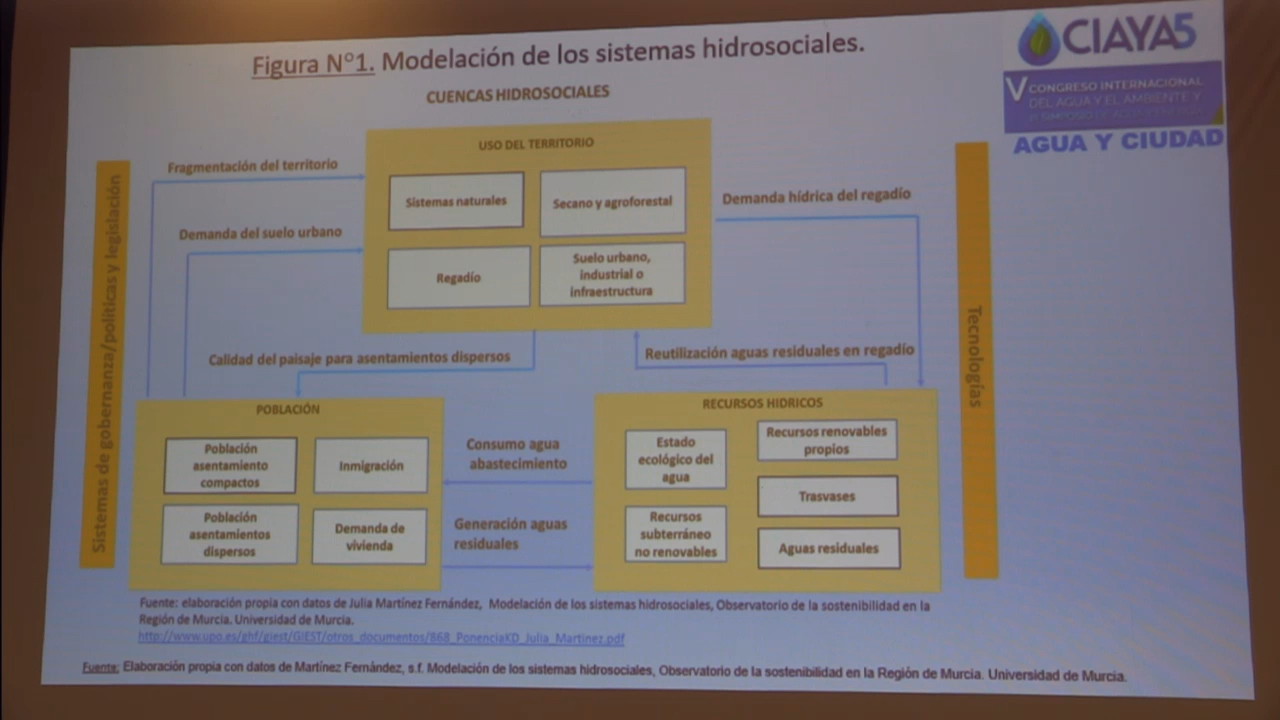 Figura N°1. Modelación de los sistemas hidrosociales.
CUENCAS HIDROSOCIALES
CIAYA5
V CONGRESO INTERNACIONAL
DEL AGUA Y EL AMBIENTE Y
AGUA Y CIUDAD
Sistemas de gobernanza/políticas y legislación
Fragmentación del territorio
Demanda del suelo urbano
USO DEL TERRITORIO
Sistemas naturales
Secano y agroforestal
Regadío
Suelo urbano,
industrial o
infraestructura
Demanda hídrica del regadío
Tecnologías
Calidad del paisaje para asentamientos dispersos
Reutilización aguas residuales en regadío
POBLACIÓN
Población
asentamiento
compactos
Inmigración
Población
asentamientos
dispersos
Demanda de
vivienda
Consumo agua
abastecimiento
Generación aguas
residuales
RECURSOS HIDRICOS
Estado
ecológico del
agua
Recursos renovables
propios
Trasvases
Recursos
subterráneo
no renovables
Aguas residuales
Fuente: elaboración propia con datos de Julia Martínez Fernández, Modelación de los sistemas hidrosociales, Observatorio de la sostenibilidad en la
Región de Murcia. Universidad de Murcia.
http://www.upo.es/ghf/giest/GIEST/otros_documentos/868_PonenciaKD_Julia_Martinez.pdf
Fuente: Elaboración propia con datos de Martínez Fernández, s.f. Modelación de los sistemas hidrosociales, Observatorio de la sostenibilidad en la Región de Murcia. Universidad de Murcia.